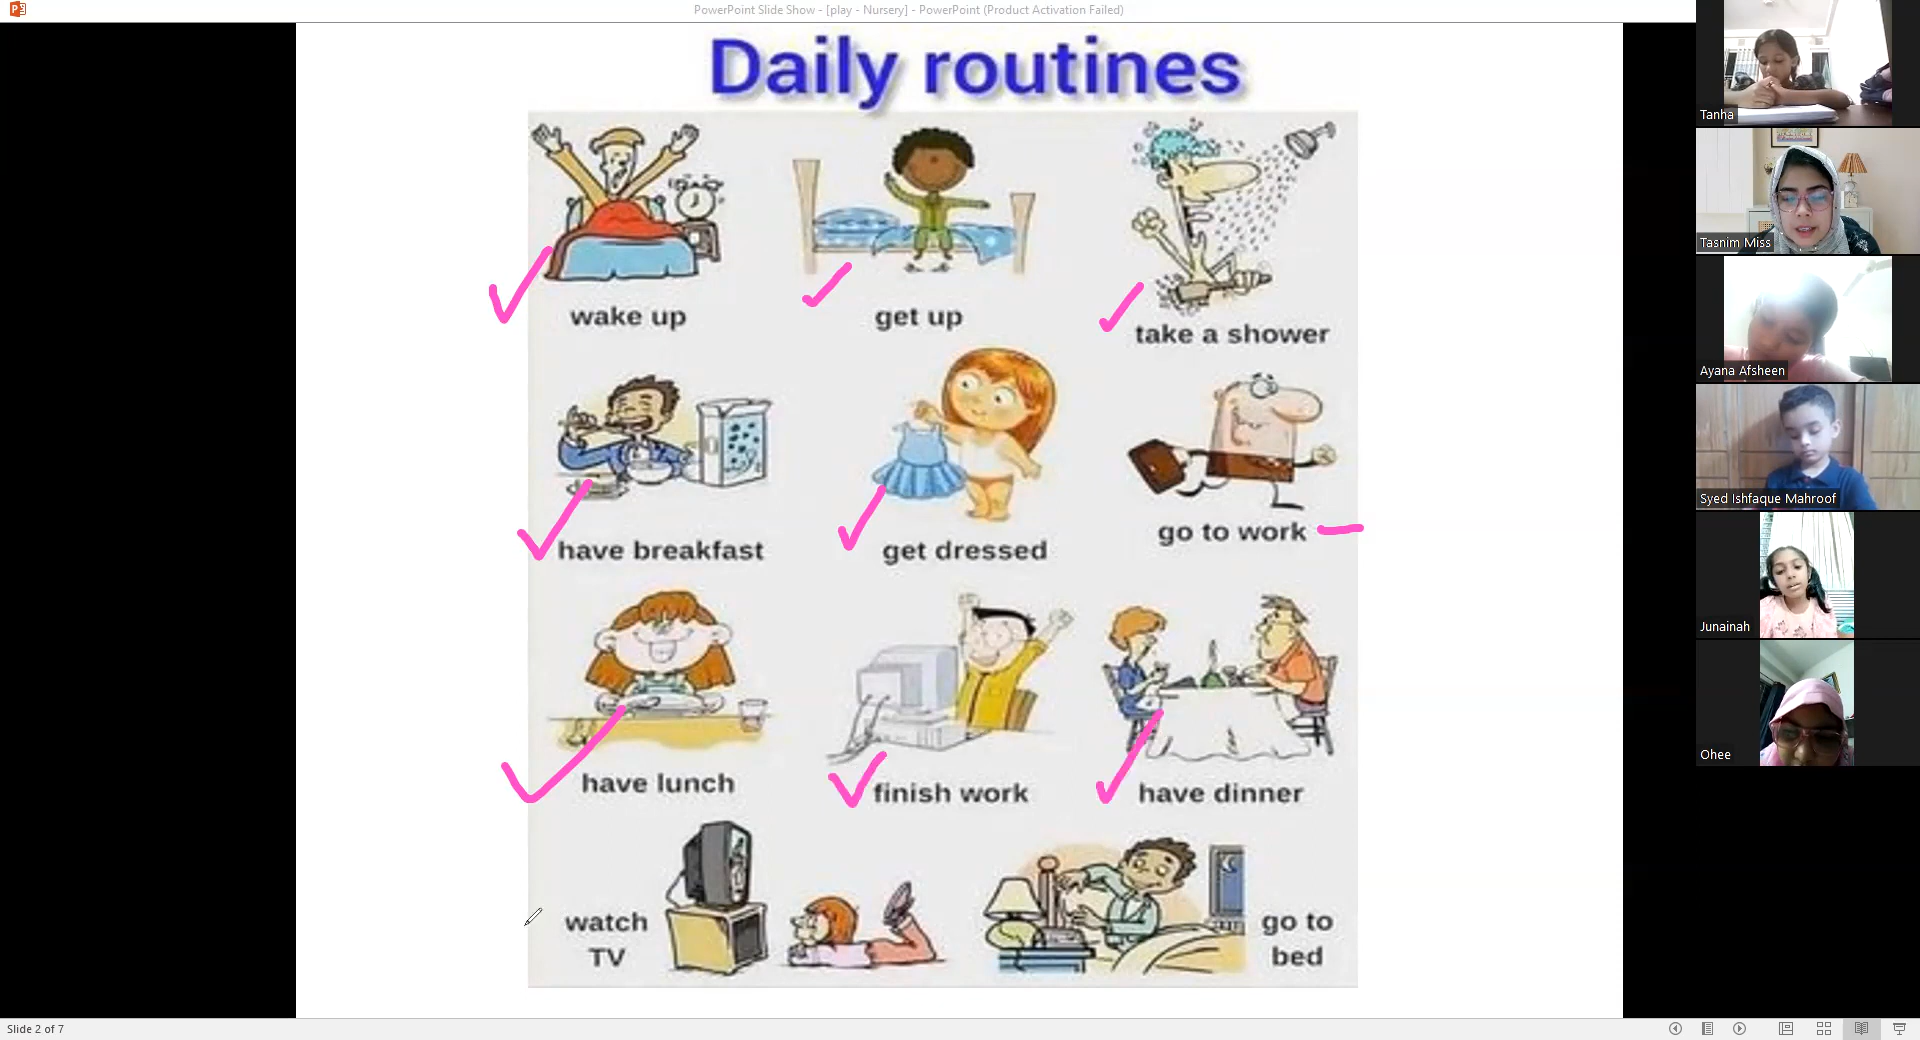 PowerPoint Slide Show - [play - Nursery] - PowerPoint (Product Activation Failed)
Daily routines
wake up
get up
take a shower
have breakfast
get dressed
go to work
have lunch
finish work
have dinner
watch
TV
go to
bed
Tanha
Tasnim Miss
Ayana Afsheen
Syed Ishfaque Mahroof
Junainah
Ohee
Slide 2 of 7